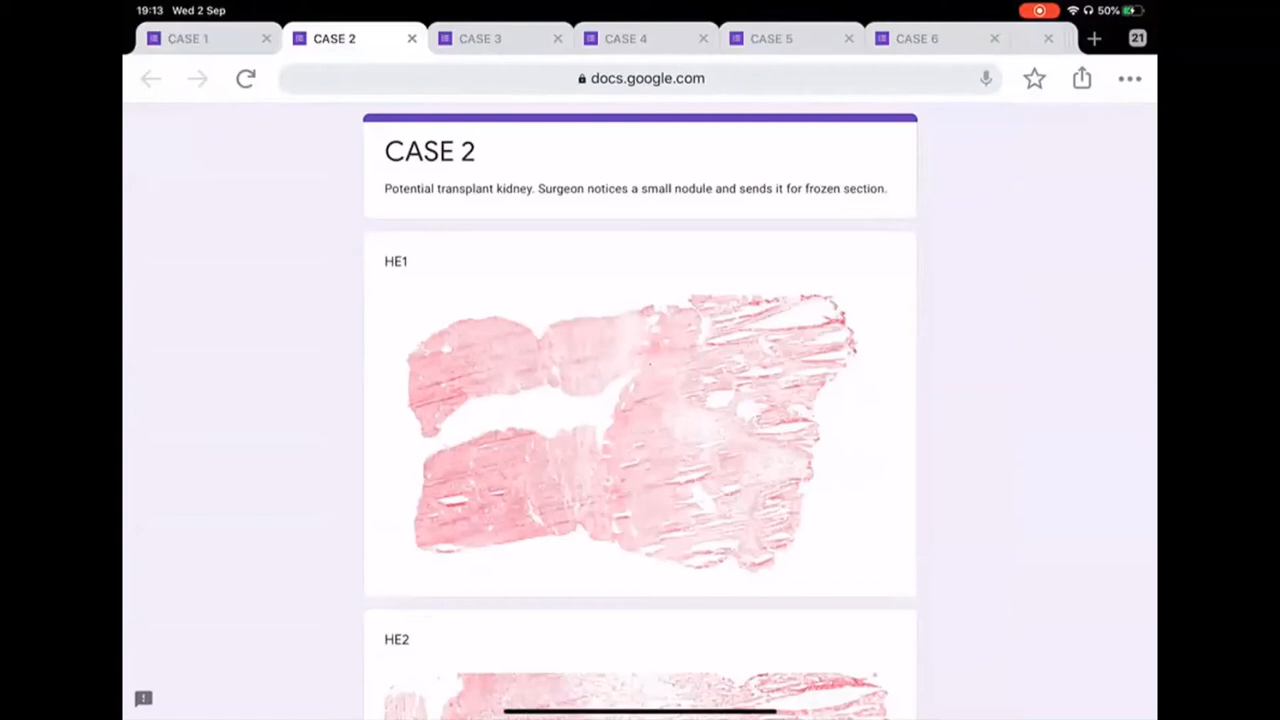 19:13 Wed 2 Sep
50%
CASE 1
CASE 2
CASE 3
CASE 4
CASE 5
CASE 6
21
docs.google.com
CASE 2
Potential transplant kidney. Surgeon notices a small nodule and sends it for frozen section.
HE1
HE2